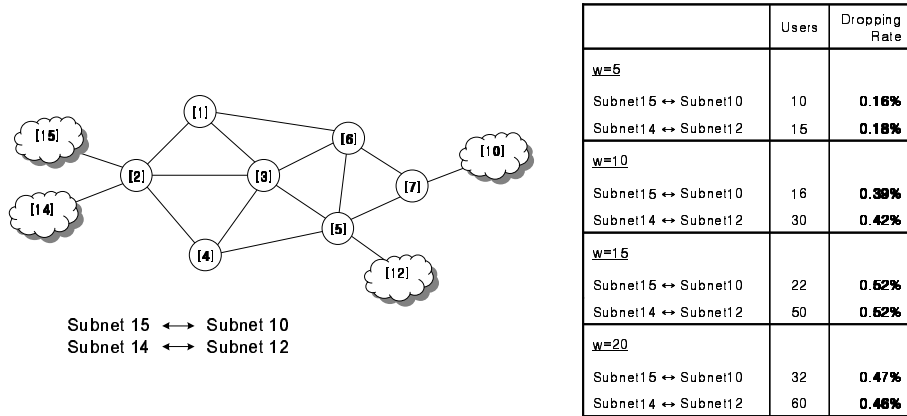 [1]
[15]
[6]
[10]
[2]
[3]
[7]
[14]
[5]
[4]
[12]
Subnet 15 ↔ Subnet 10
Subnet 14 ↔ Subnet 12
Users Dropping Rate
w=5
Subnet15 ↔ Subnet10 10 0.16%
Subnet14 ↔ Subnet12 15 0.18%
w=10
Subnet15 ↔ Subnet10 16 0.39%
Subnet14 ↔ Subnet12 30 0.42%
w=15
Subnet15 ↔ Subnet10 22 0.52%
Subnet14 ↔ Subnet12 50 0.52%
w=20
Subnet15 ↔ Subnet10 32 0.47%
Subnet14 ↔ Subnet12 60 0.46%